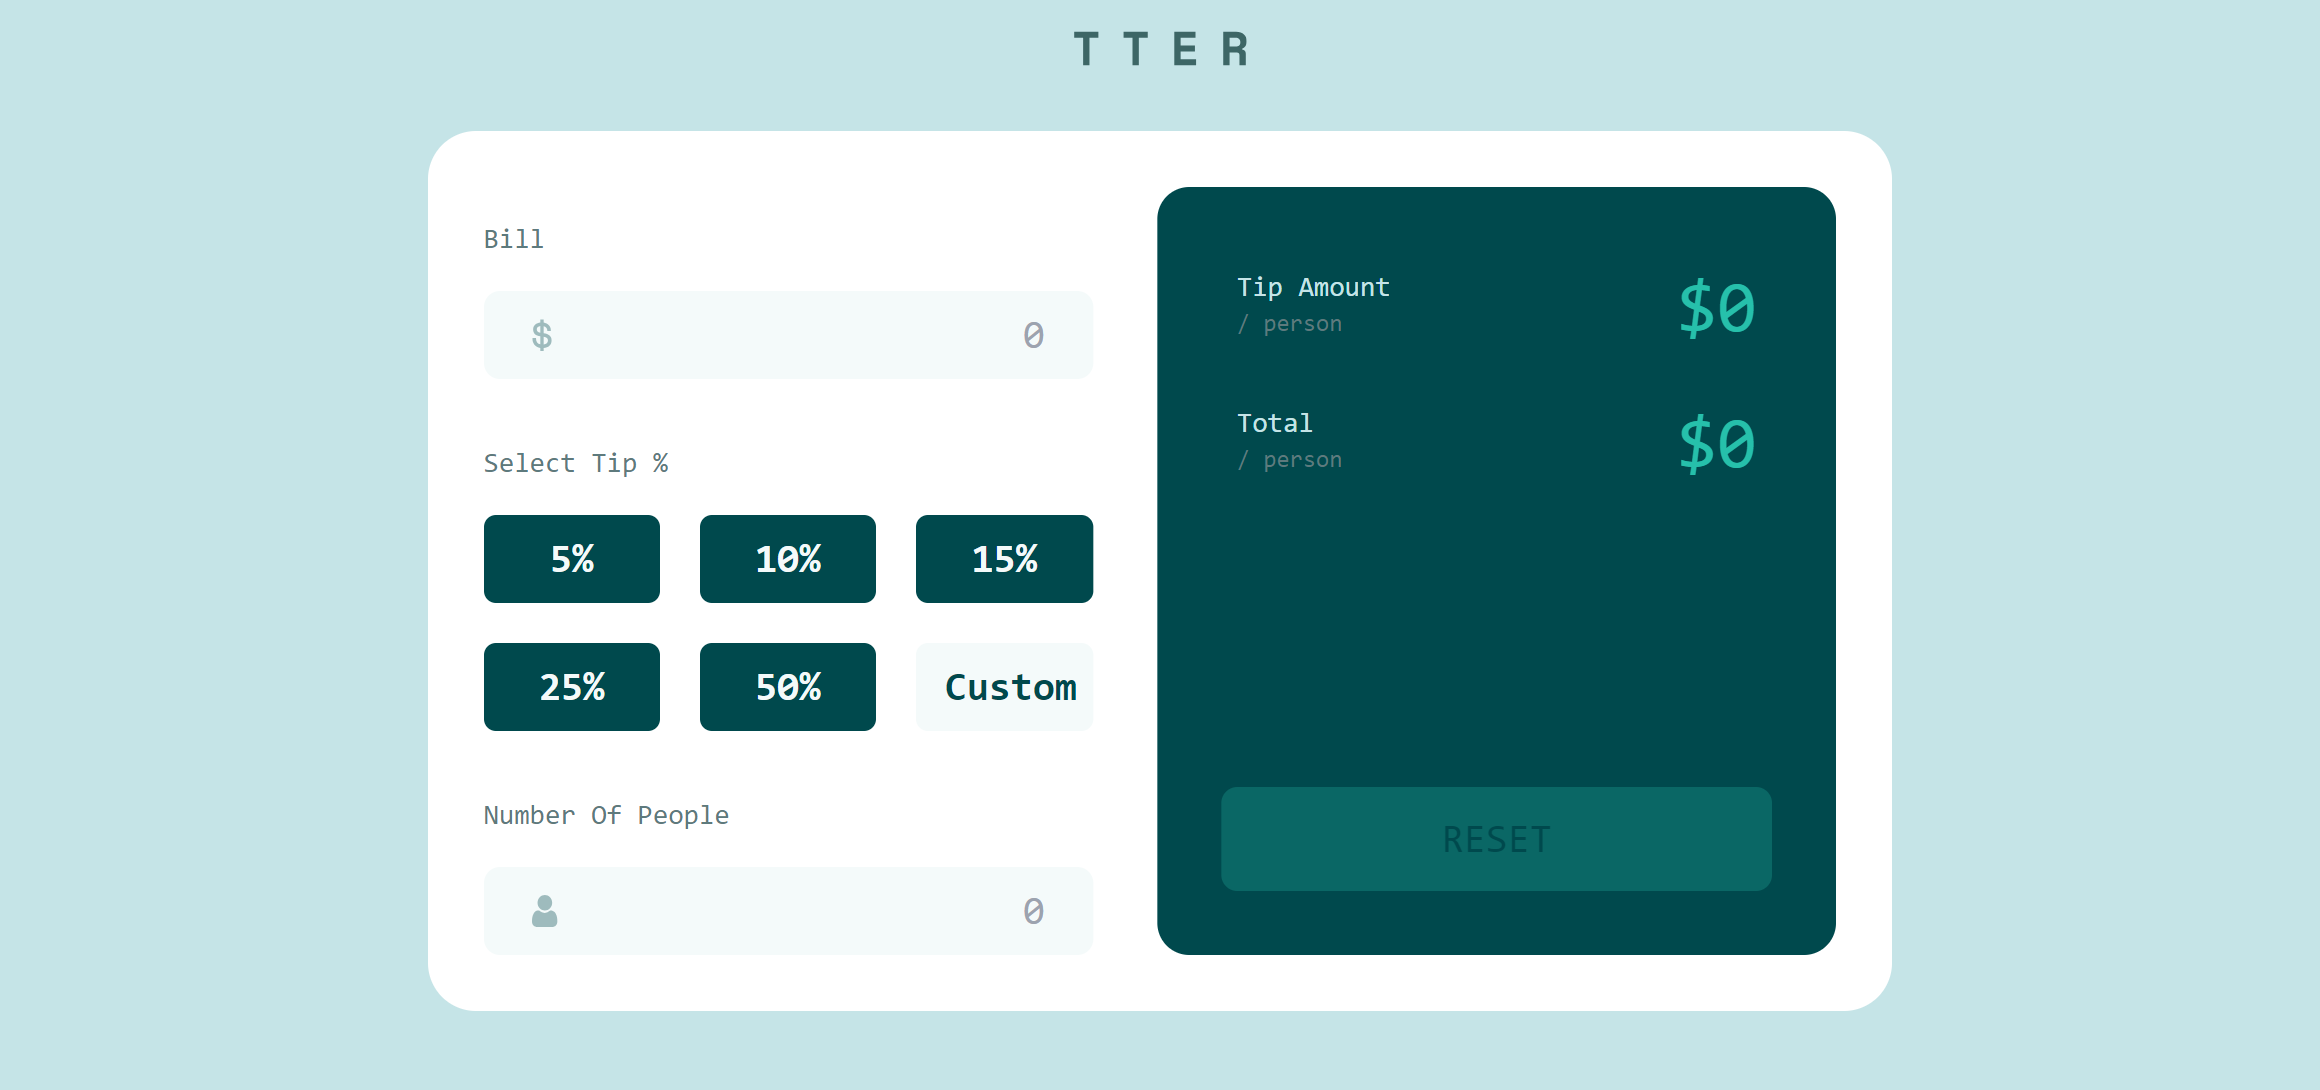 T T E R
Bill
$ 0
Select Tip %
5% 10% 15%
25% 50% Custom
Number Of People
0
Tip Amount
/ person
$0
Total
/ person
$0
RESET